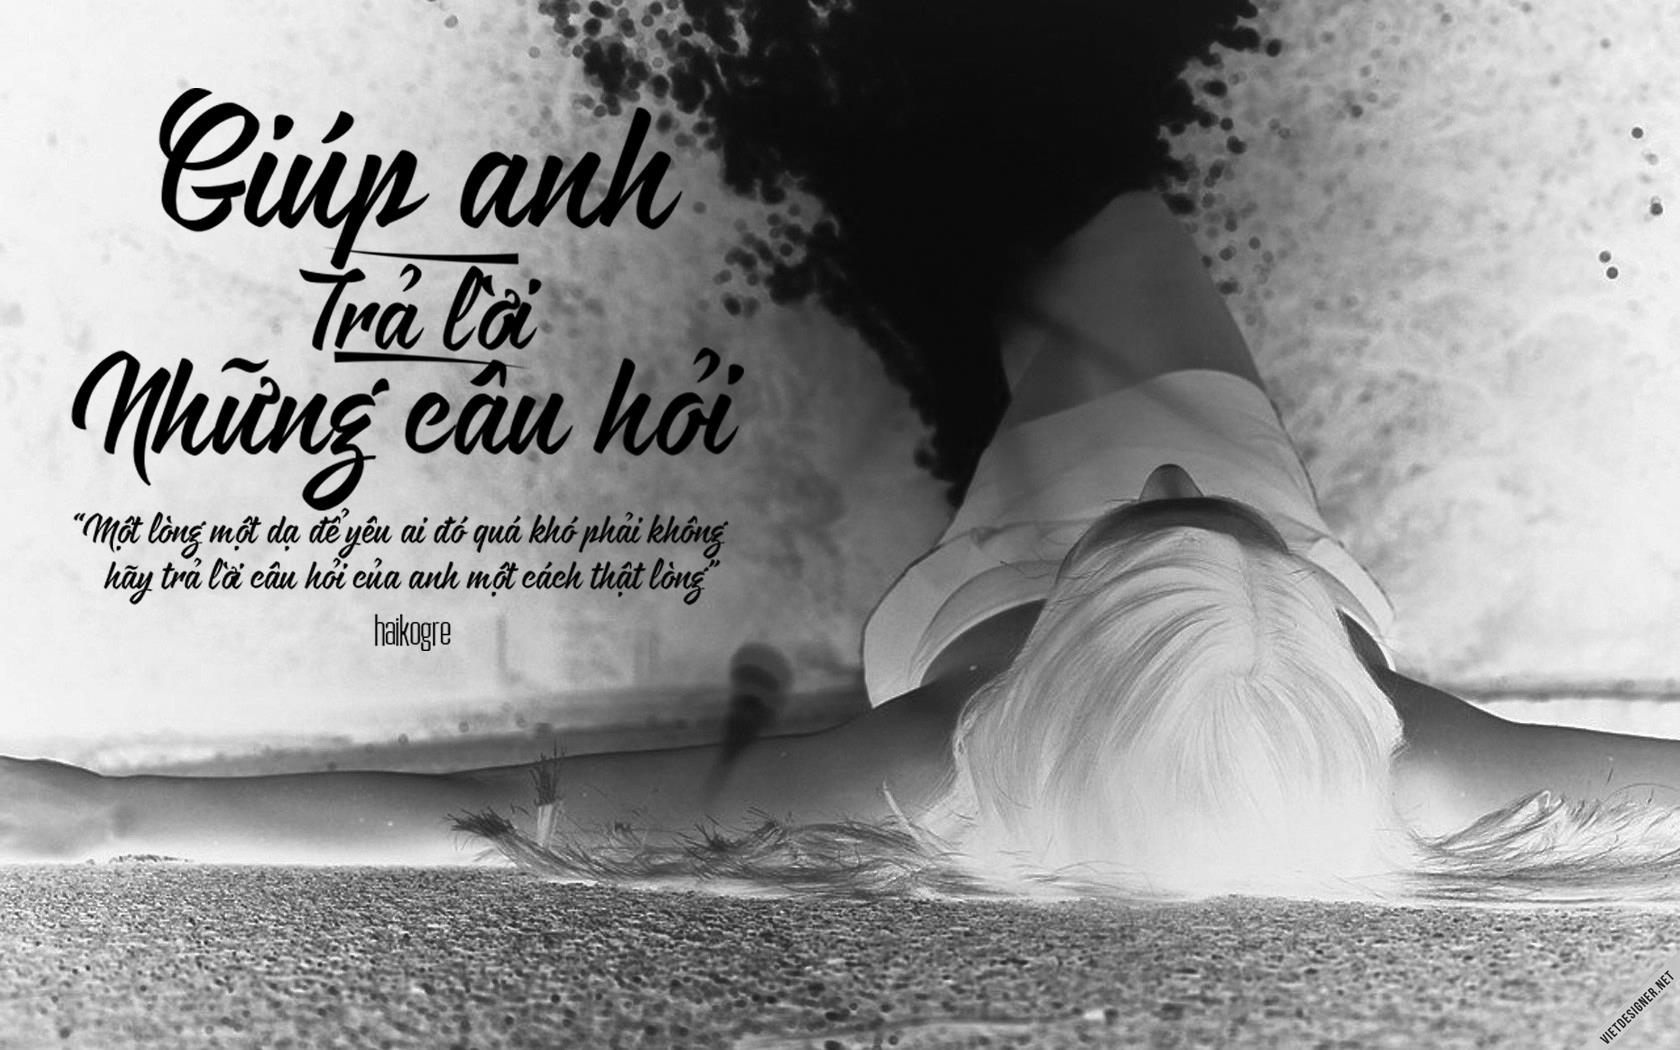 Giúp anh
Trả lời
Những câu hỏi
“Một lòng một dạ để yêu ai đó quá khó phải không
hãy trả lời câu hỏi của anh một cách thật lòng”
haikogre
VIETDESIGNER.NET